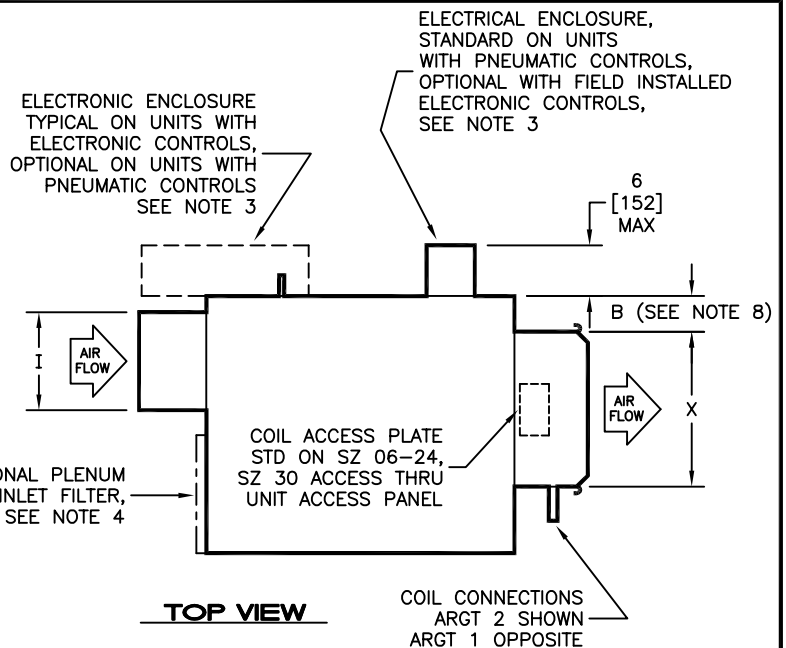 ELECTRICAL ENCLOSURE,
STANDARD ON UNITS
WITH PNEUMATIC CONTROLS,
OPTIONAL WITH FIELD INSTALLED
ELECTRONIC CONTROLS,
SEE NOTE 3
ELECTRONIC ENCLOSURE
TYPICAL ON UNITS WITH
ELECTRONIC CONTROLS,
OPTIONAL ON UNITS WITH
PNEUMATIC CONTROLS
SEE NOTE 3
6
[152]
MAX
B (SEE NOTE 8)
I
AIR
FLOW
AIR
FLOW
X
COIL ACCESS PLATE
STD ON SZ 06-24,
SZ 30 ACCESS THRU
UNIT ACCESS PANEL
PLENUM
INLET FILTER,
SEE NOTE 4
TOP VIEW
COIL CONNECTIONS
ARGT 2 SHOWN
ARGT 1 OPPOSITE